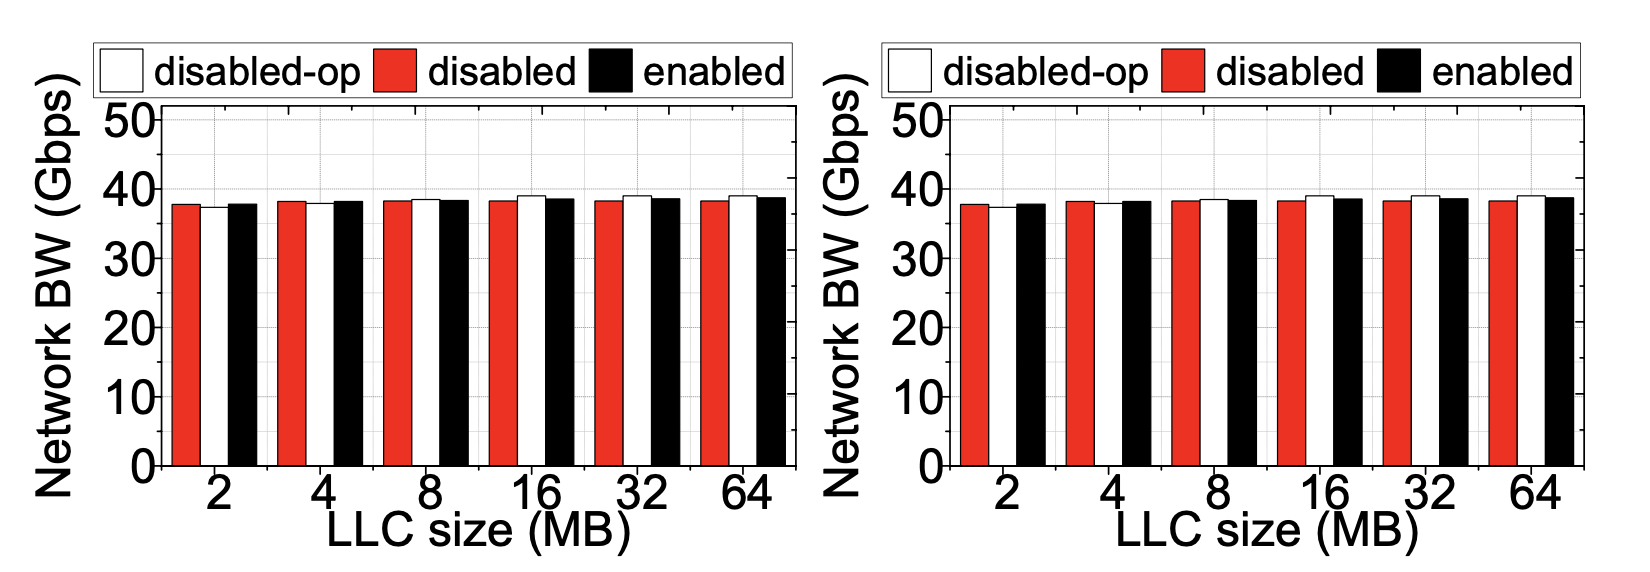 disabled-op disabled enabled
Network BW (Gbps)
50
40
30
20
10
0
2 4 8 16 32 64
LLC size (MB)
disabled-op disabled enabled
Network BW (Gbps)
50
40
30
20
10
0
2 4 8 16 32 64
LLC size (MB)